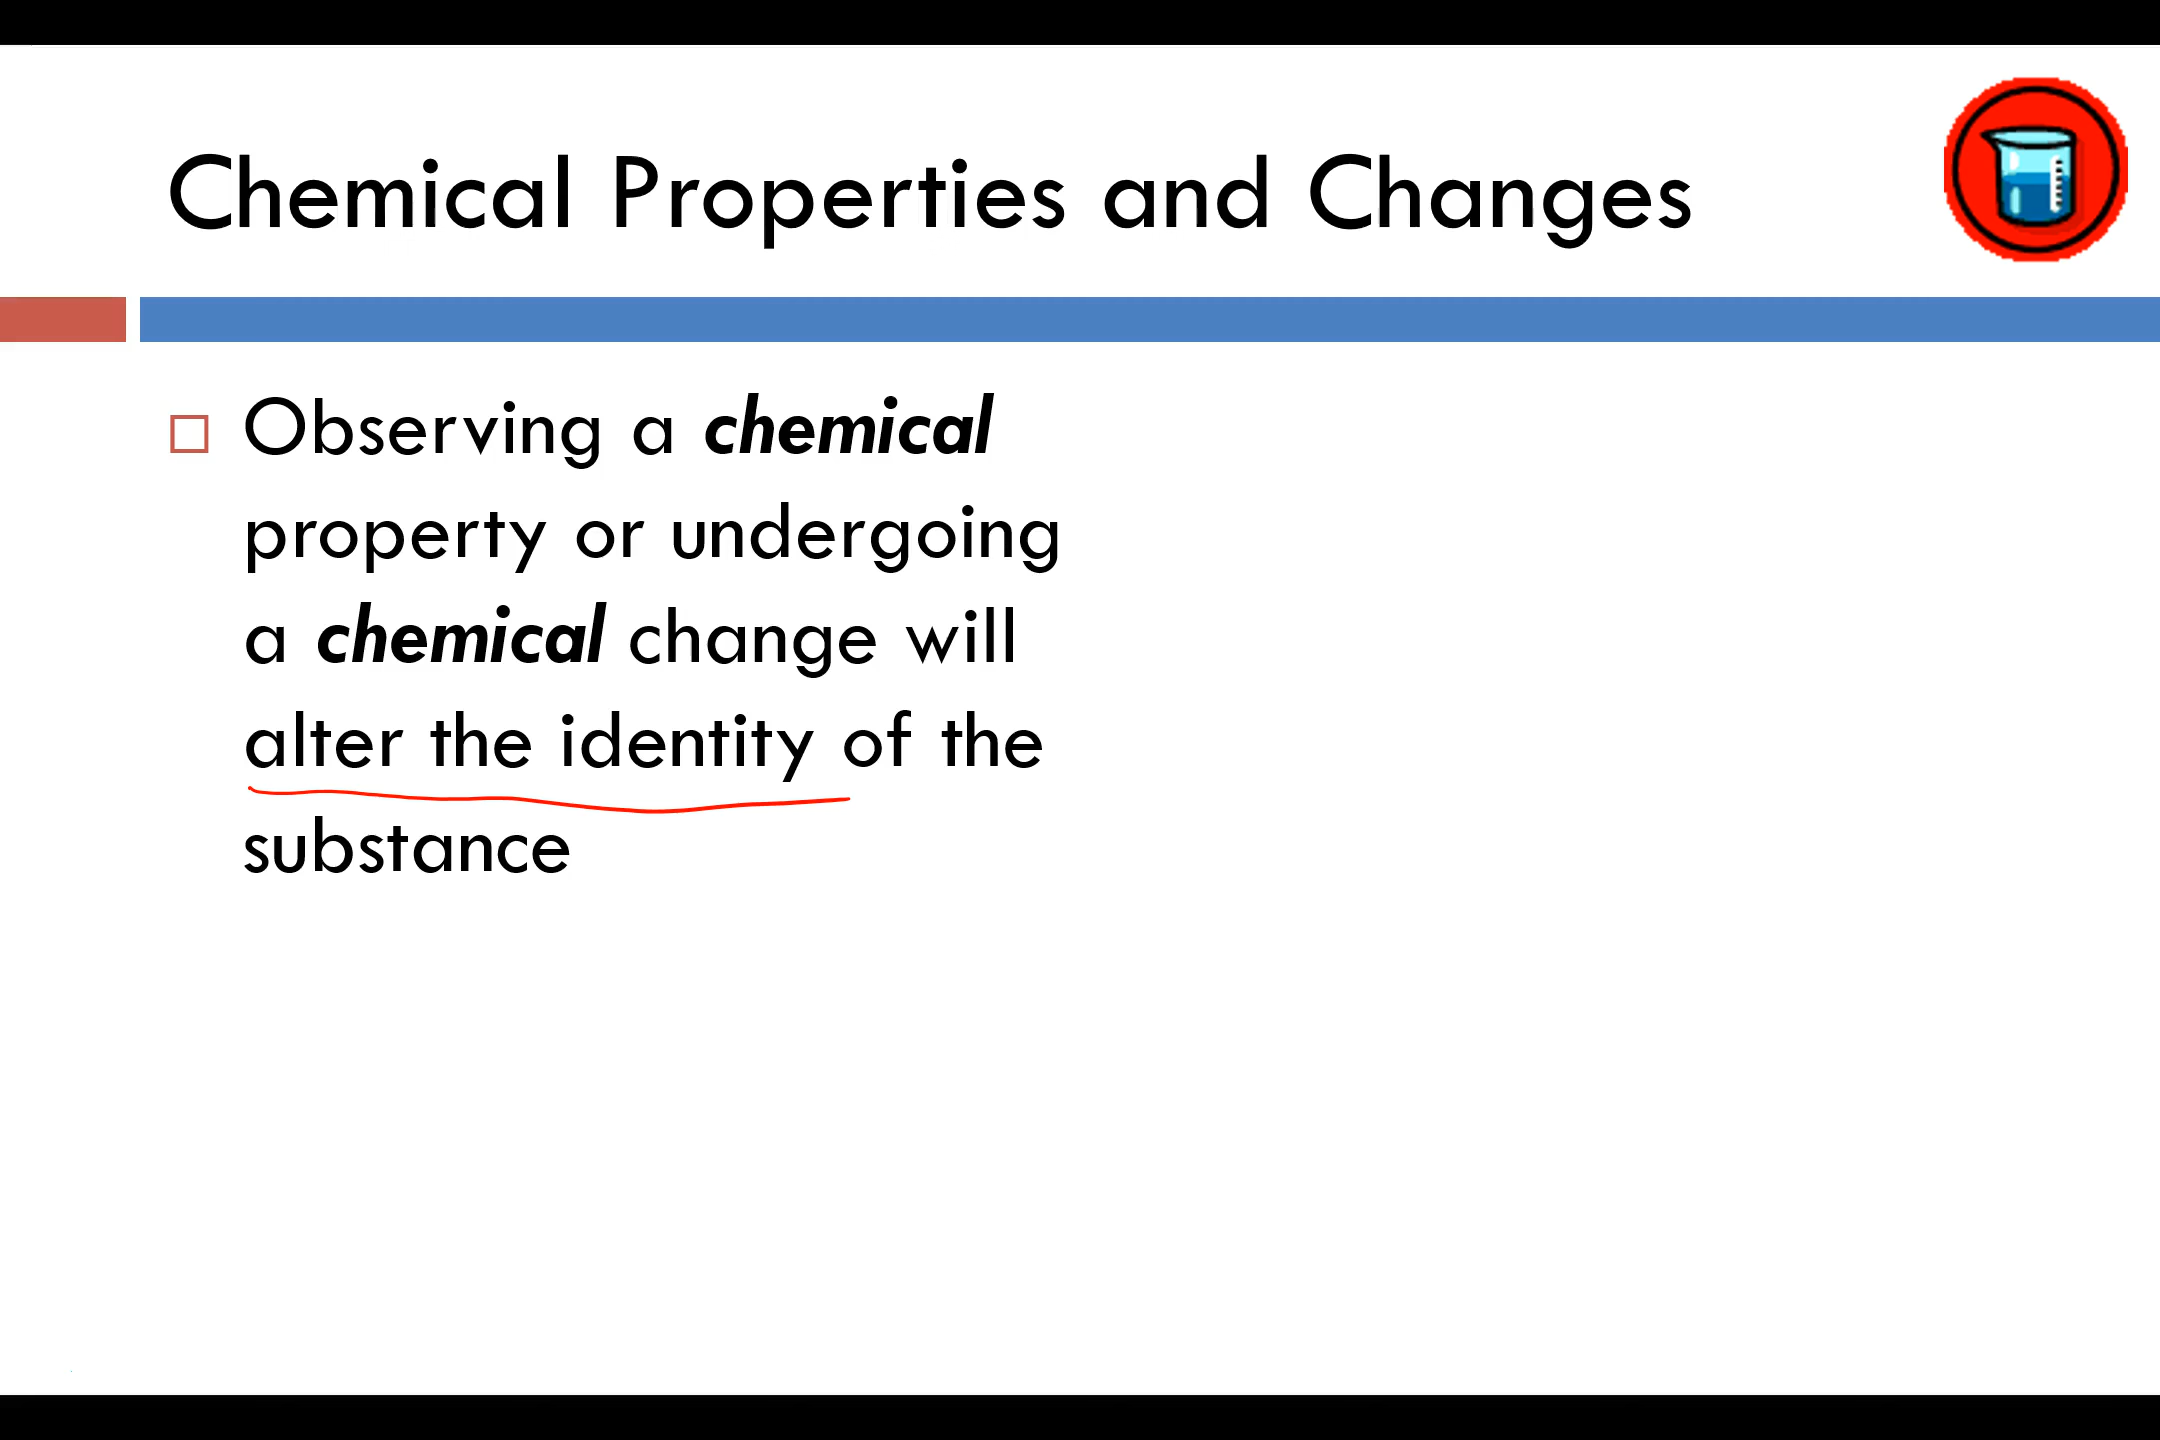 Chemical Properties and Changes
Observing a chemical
property or undergoing
a chemical change will
alter the identity of the
substance